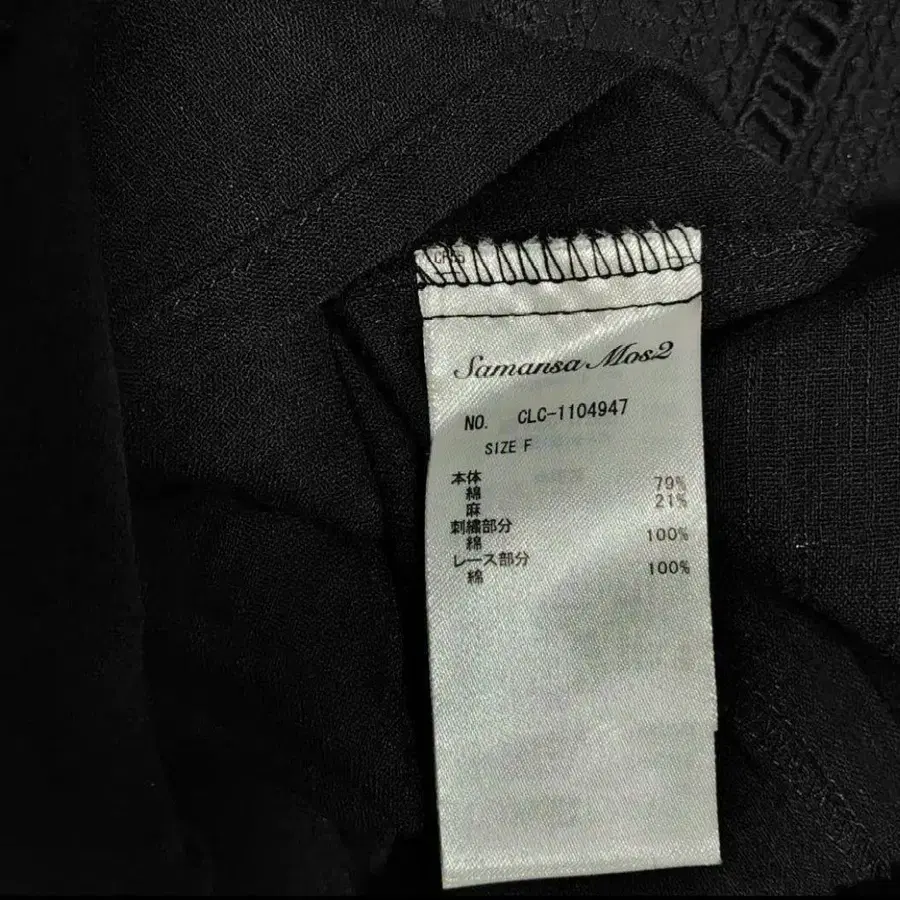 Samansa Mos2
NO. CLC-1104947
SIZE F
本体
綿 79%
麻 21%
刺繍部分
綿 100%
レース部分
綿 100%